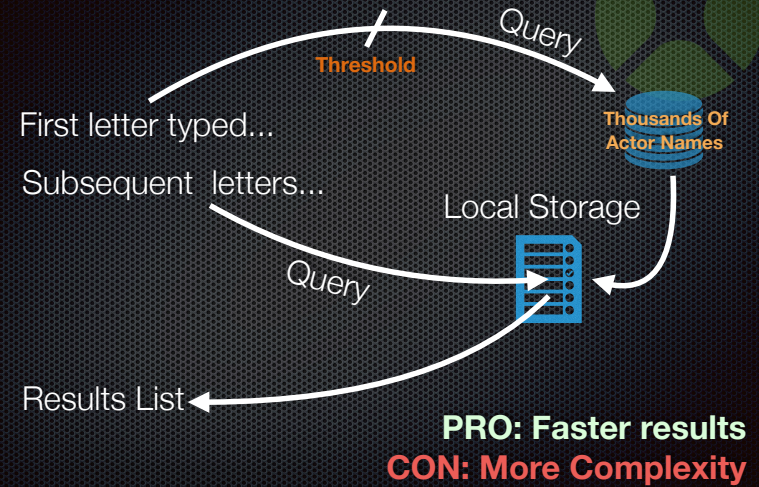 Query
Threshold
First letter typed...
Thousands Of
Actor Names
Subsequent letters...
Local Storage
Query
Results List
PRO: Faster results
CON: More Complexity